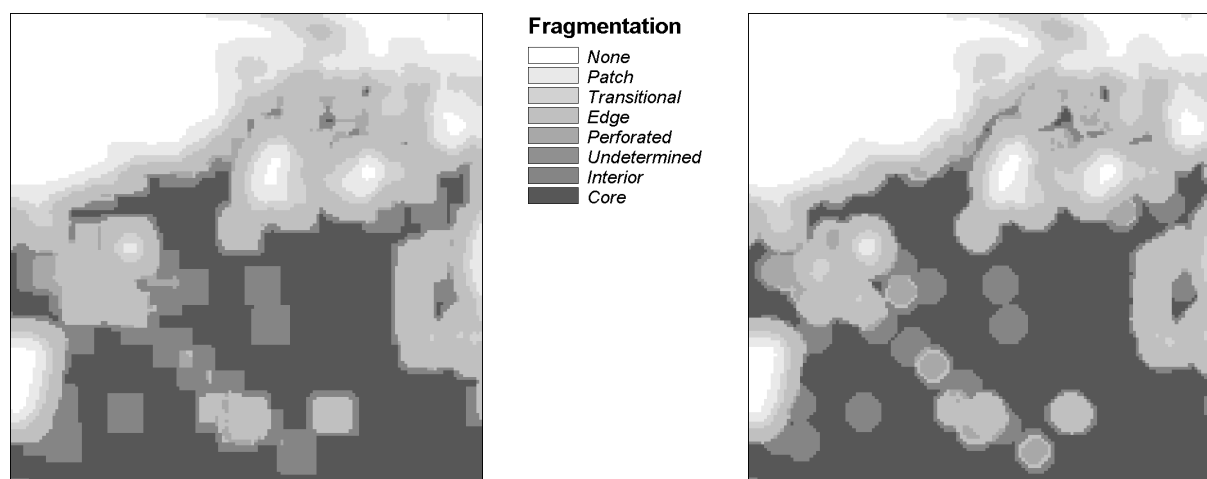 Fragmentation
None
Patch
Transitional
Edge
Perforated
Undetermined
Interior
Core